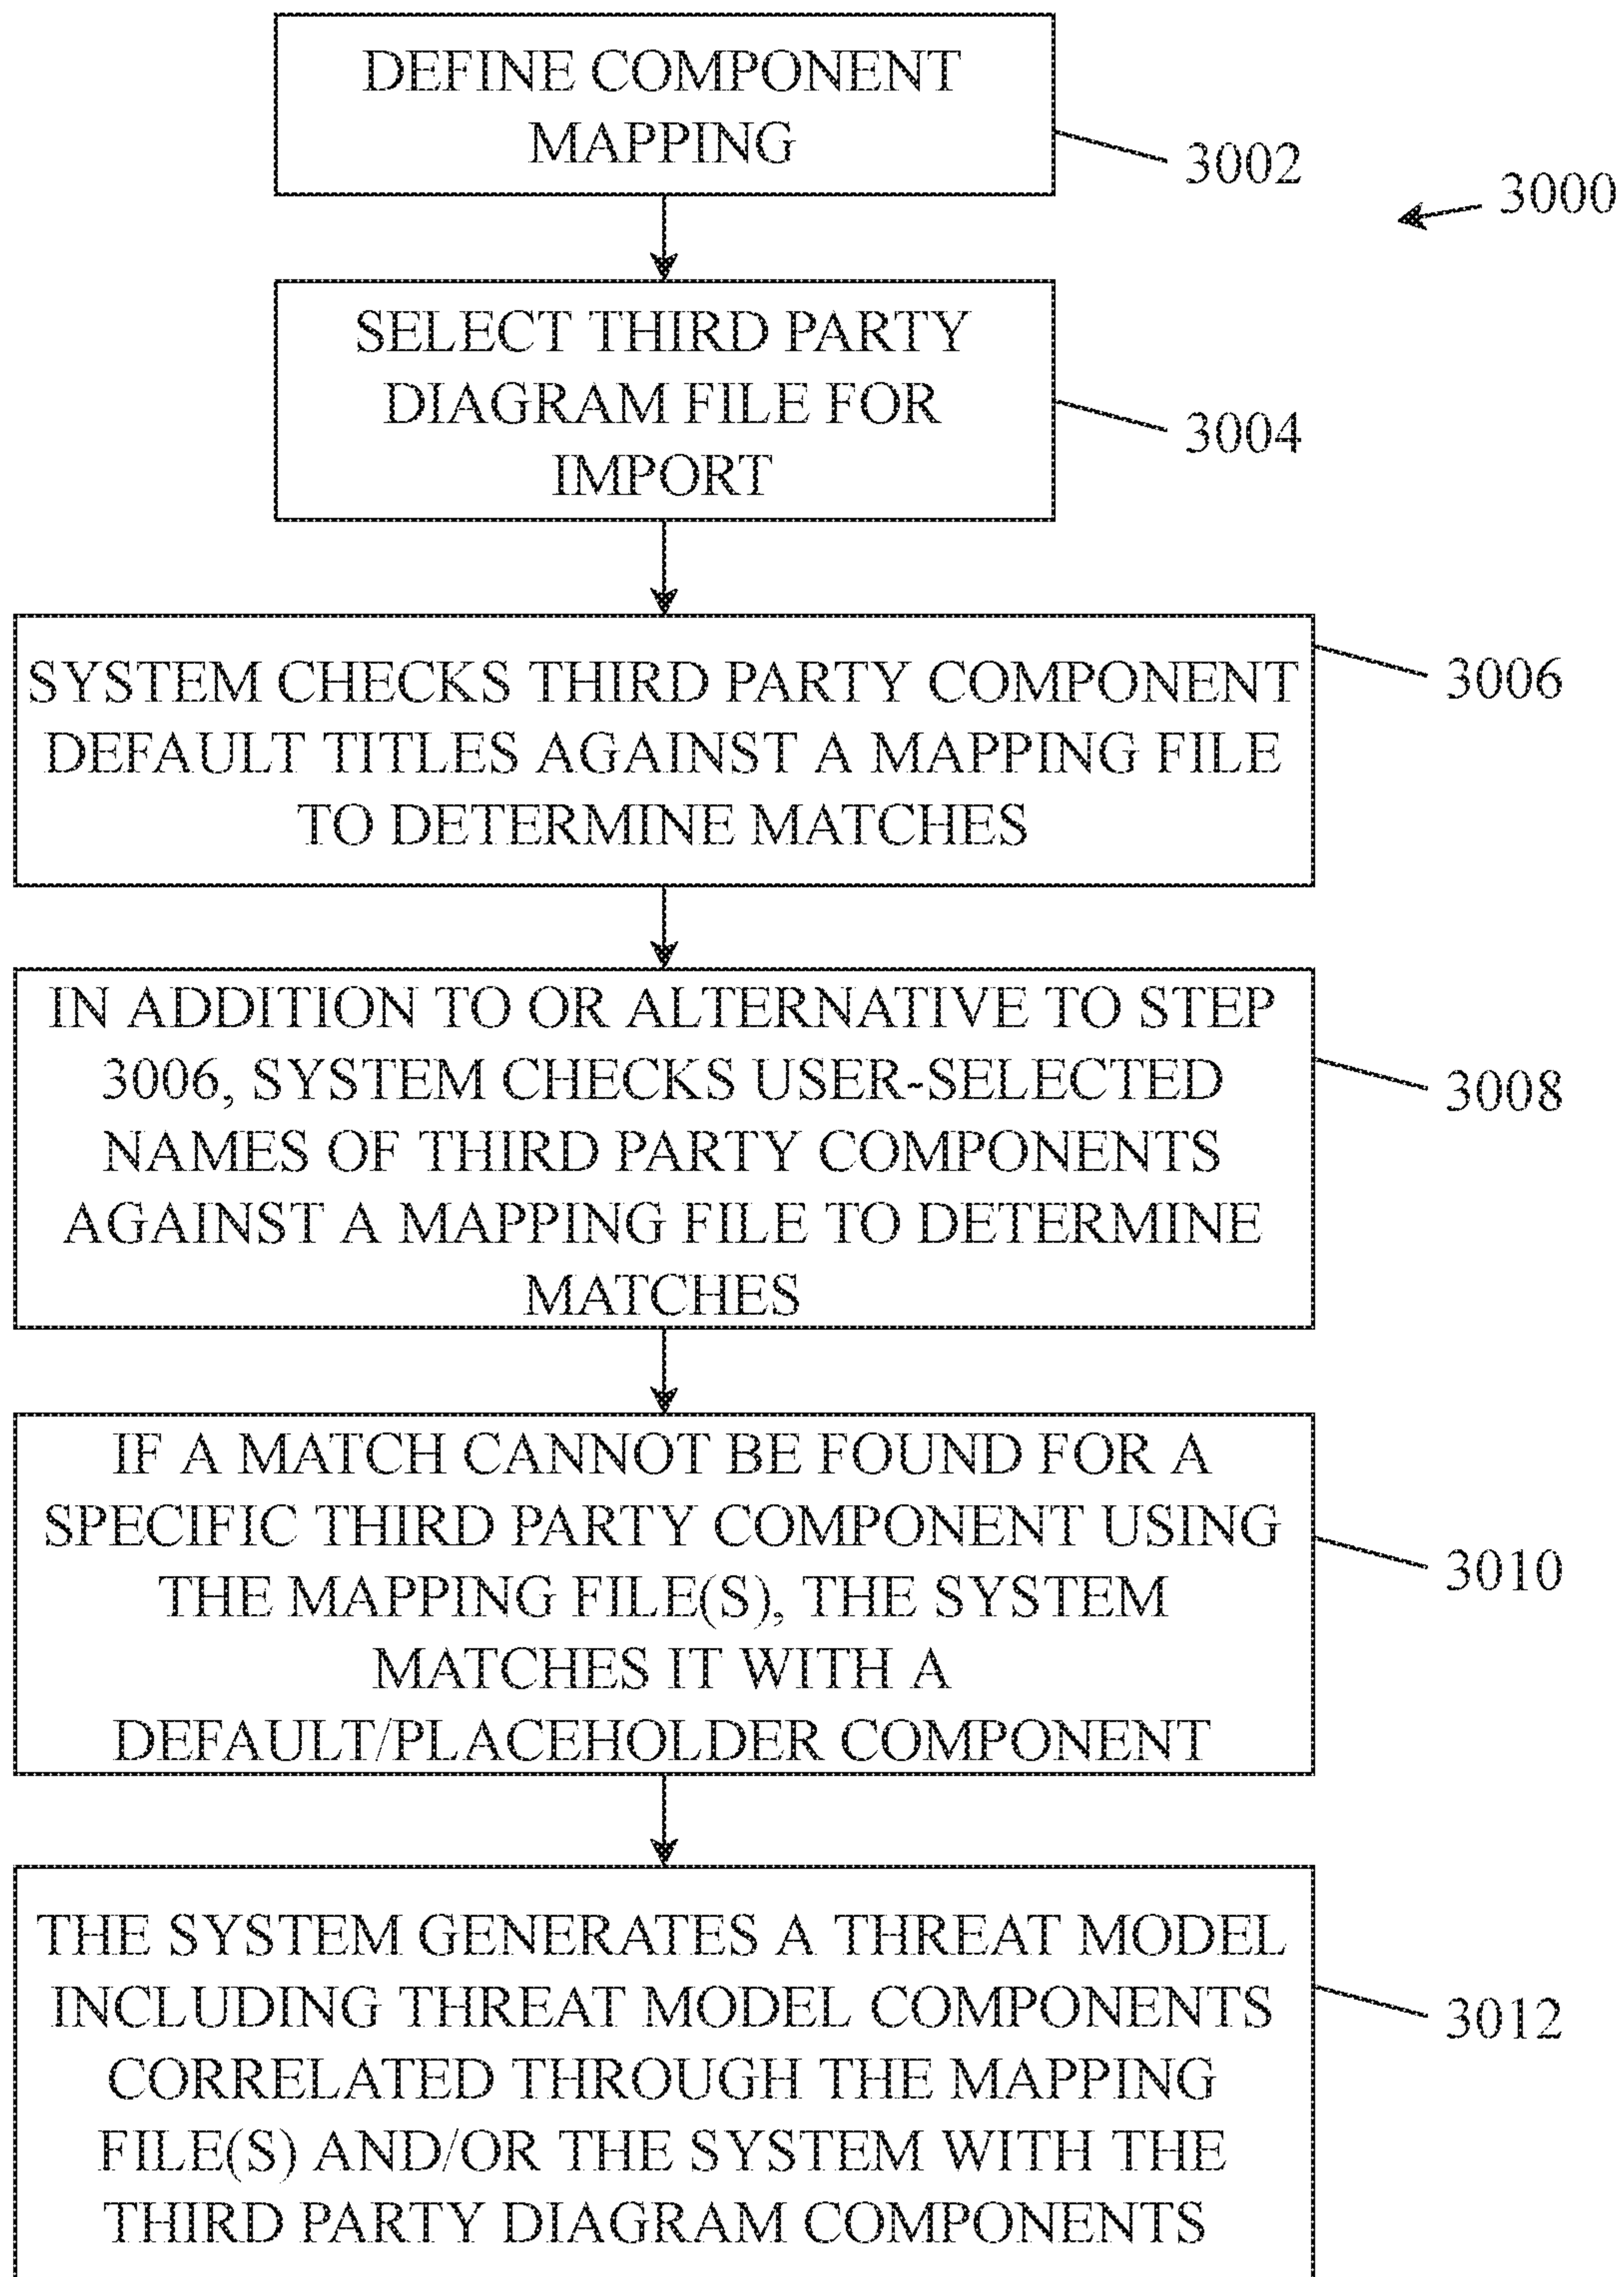 DEFINE COMPONENT
MAPPING
3002
3000
SELECT THIRD PARTY
DIAGRAM FILE FOR
IMPORT
3004
SYSTEM CHECKS THIRD PARTY COMPONENT
DEFAULT TITLES AGAINST A MAPPING FILE
TO DETERMINE MATCHES
3006
IN ADDITION TO OR ALTERNATIVE TO STEP
3006, SYSTEM CHECKS USER-SELECTED
NAMES OF THIRD PARTY COMPONENTS
AGAINST A MAPPING FILE TO DETERMINE
MATCHES
3008
IF A MATCH CANNOT BE FOUND FOR A
SPECIFIC THIRD PARTY COMPONENT USING
THE MAPPING FILE(S), THE SYSTEM
MATCHES IT WITH A
DEFAULT/PLACEHOLDER COMPONENT
3010
THE SYSTEM GENERATES A THREAT MODEL
INCLUDING THREAT MODEL COMPONENTS
CORRELATED THROUGH THE MAPPING
FILE(S) AND/OR THE SYSTEM WITH THE
THIRD PARTY DIAGRAM COMPONENTS
3012